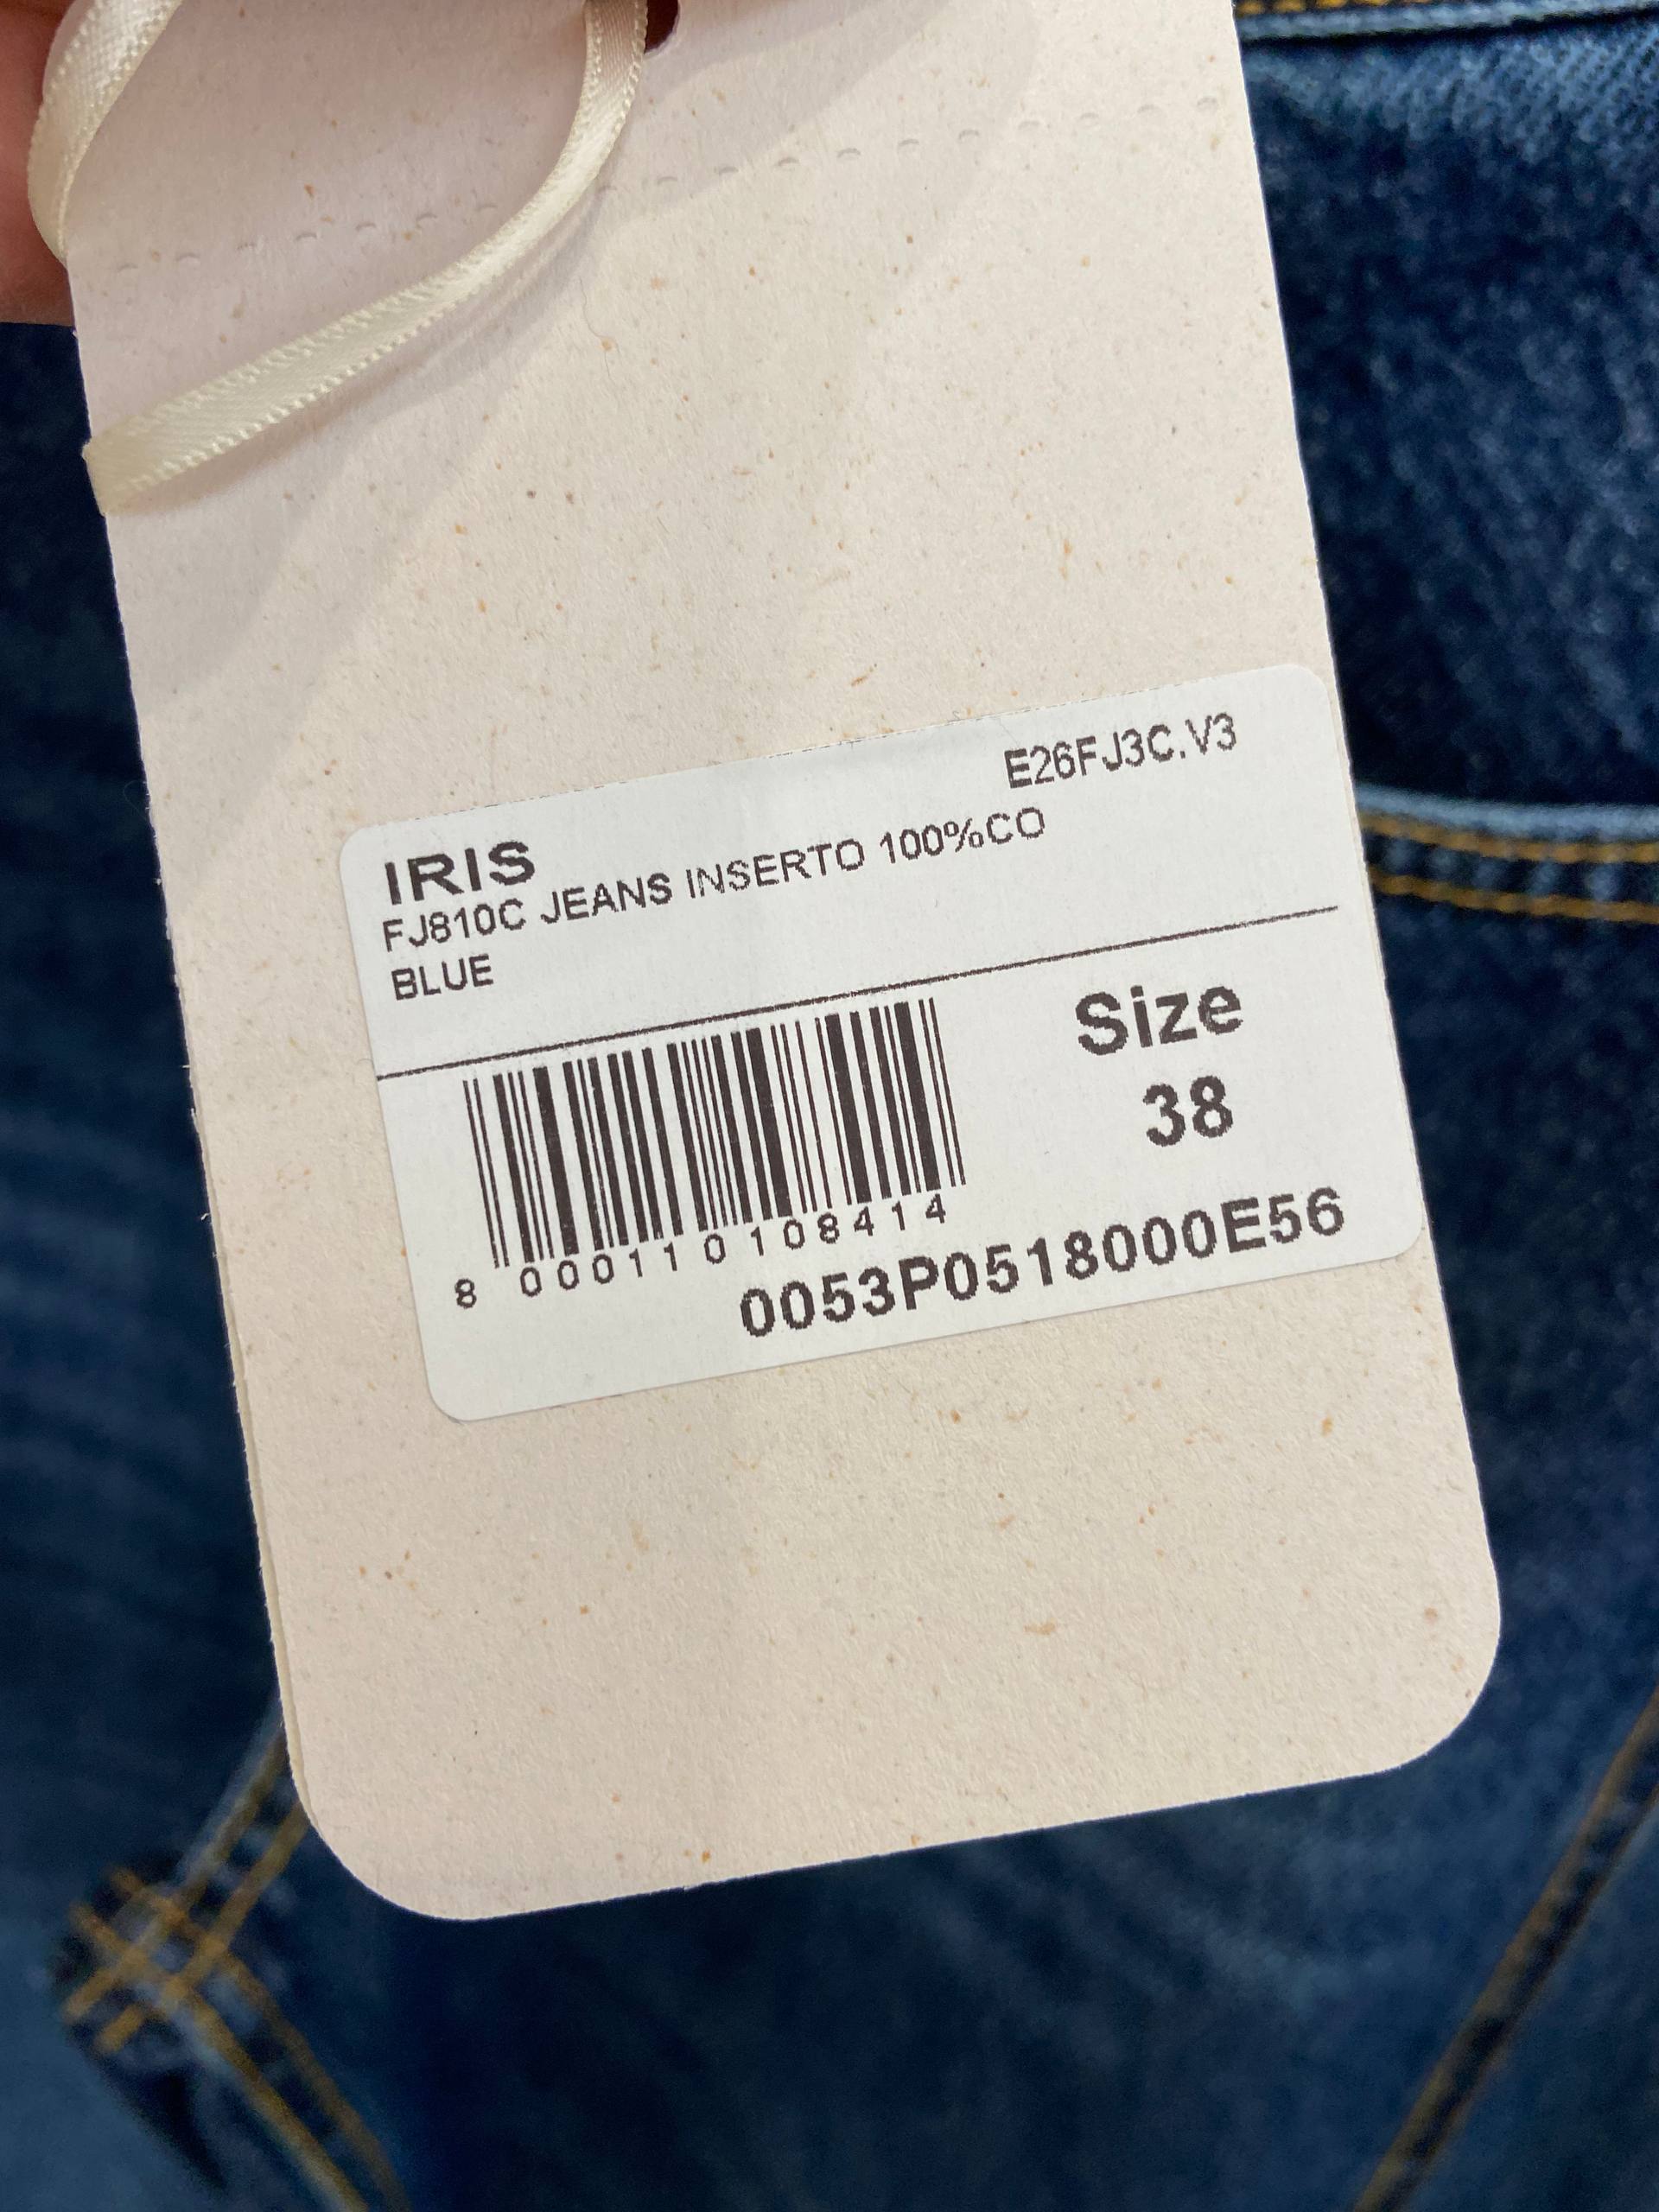 E26FJ3C.V3
IRIS
FJ810C JEANS INSERTO 100%CO
BLUE
Size
38
8 000110 108414
0053P0518000E56